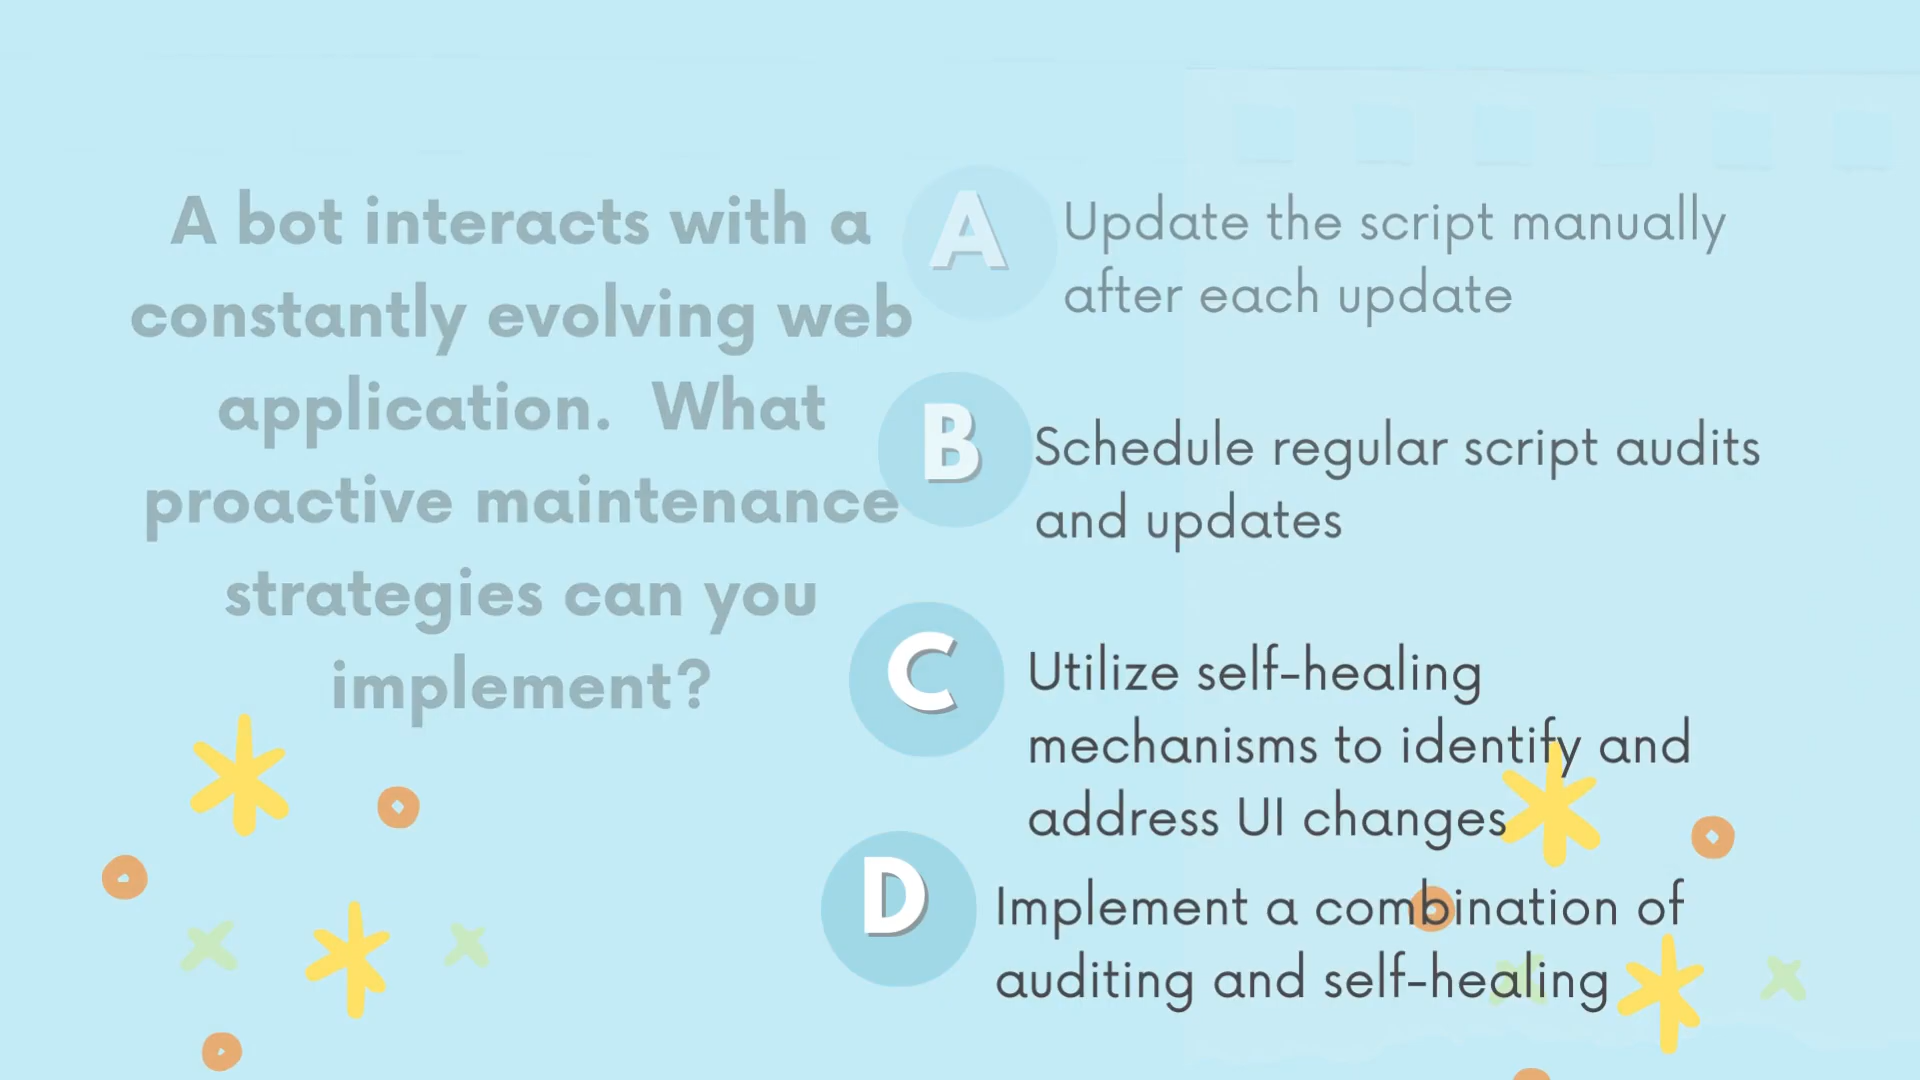 A bot interacts with a
constantly evolving web
application. What
proactive maintenance
strategies can you
implement?
A
Update the script manually
after each update
B
Schedule regular script audits
and updates
C
Utilize self-healing
mechanisms to identify and
address UI changes
D
Implement a combination of
auditing and self-healing